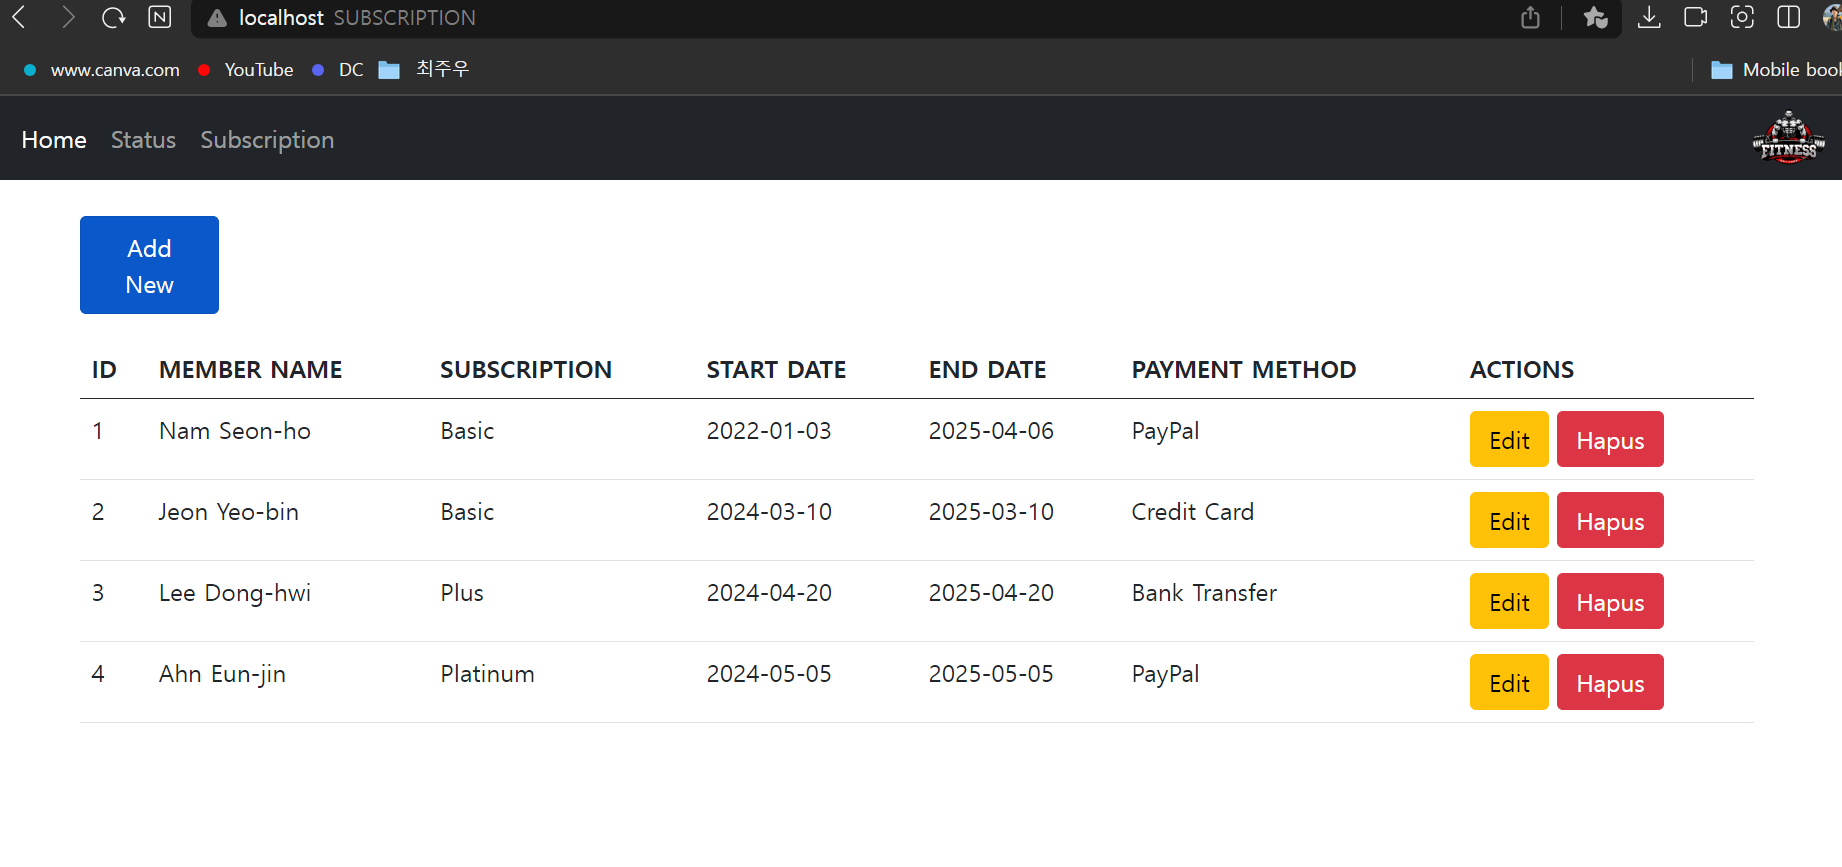 localhost SUBSCRIPTION
www.canva.com YouTube DC 최주우 Mobile boo
Home Status Subscription FITNESS
Add
New
ID MEMBER NAME SUBSCRIPTION START DATE END DATE PAYMENT METHOD ACTIONS
1 Nam Seon-ho Basic 2022-01-03 2025-04-06 PayPal Edit Hapus
2 Jeon Yeo-bin Basic 2024-03-10 2025-03-10 Credit Card Edit Hapus
3 Lee Dong-hwi Plus 2024-04-20 2025-04-20 Bank Transfer Edit Hapus
4 Ahn Eun-jin Platinum 2024-05-05 2025-05-05 PayPal Edit Hapus